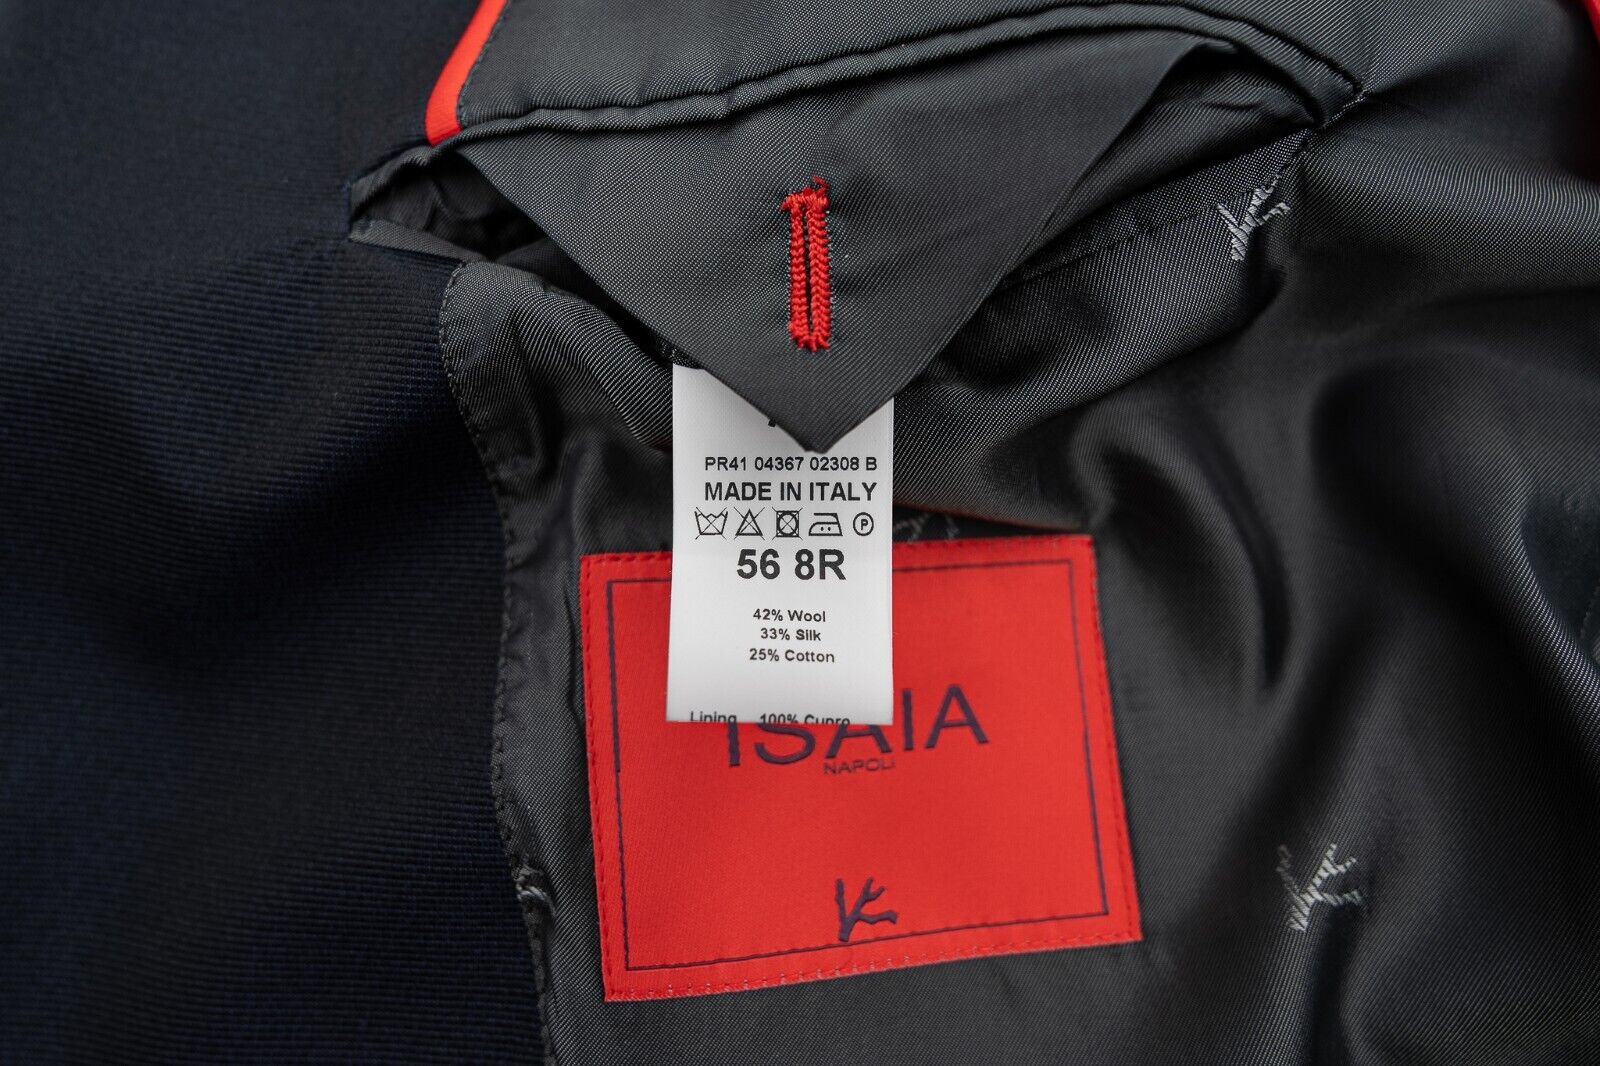 PR41 04367 02308 B
MADE IN ITALY
P
56 8R
42% Wool
33% Silk
25% Cotton
Lining 100% Cupro
ISAIA
NAPOLI